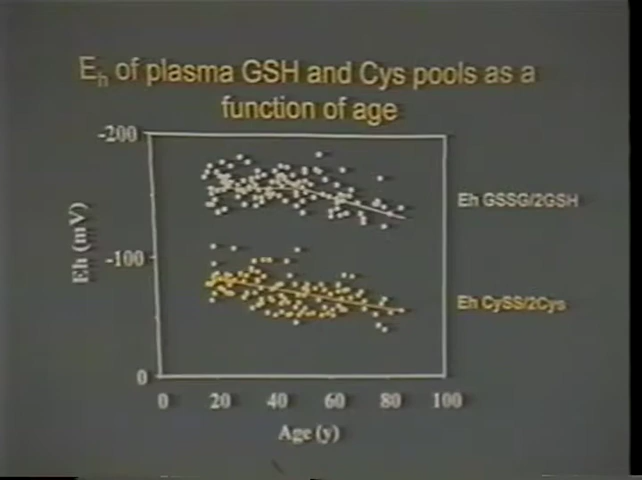 Eh of plasma GSH and Cys pools as a
function of age
-200
Eh GSSG/2GSH
Eh (mV)
-100
Eh CySS/2Cys
0
0 20 40 60 80 100
Age (y)